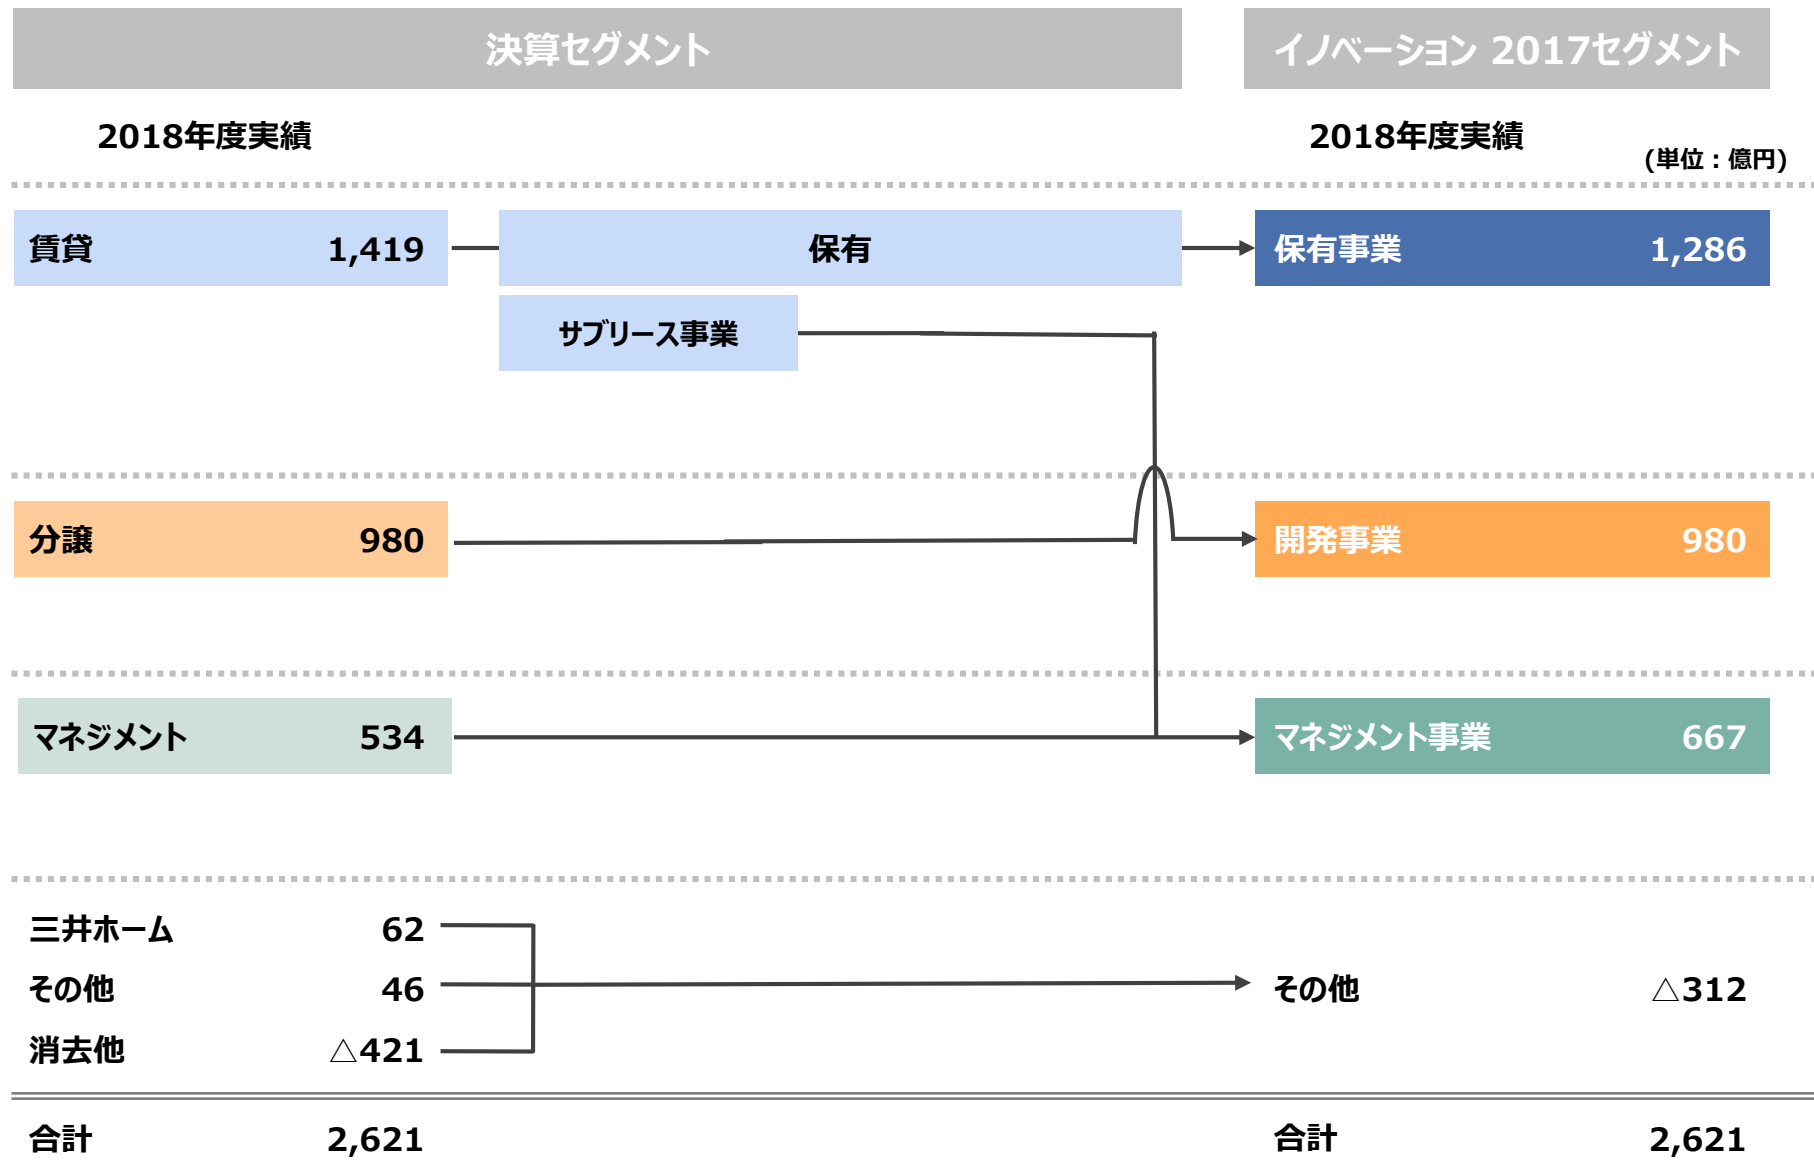 決算セグメント
イノベーション 2017セグメント
2018年度実績
2018年度実績
(単位：億円)
賃貸 1,419
保有
保有事業 1,286
サブリース事業
分譲 980
開発事業 980
マネジメント 534
マネジメント事業 667
三井ホーム 62
その他 46
その他 △312
消去他 △421
合計 2,621
合計 2,621